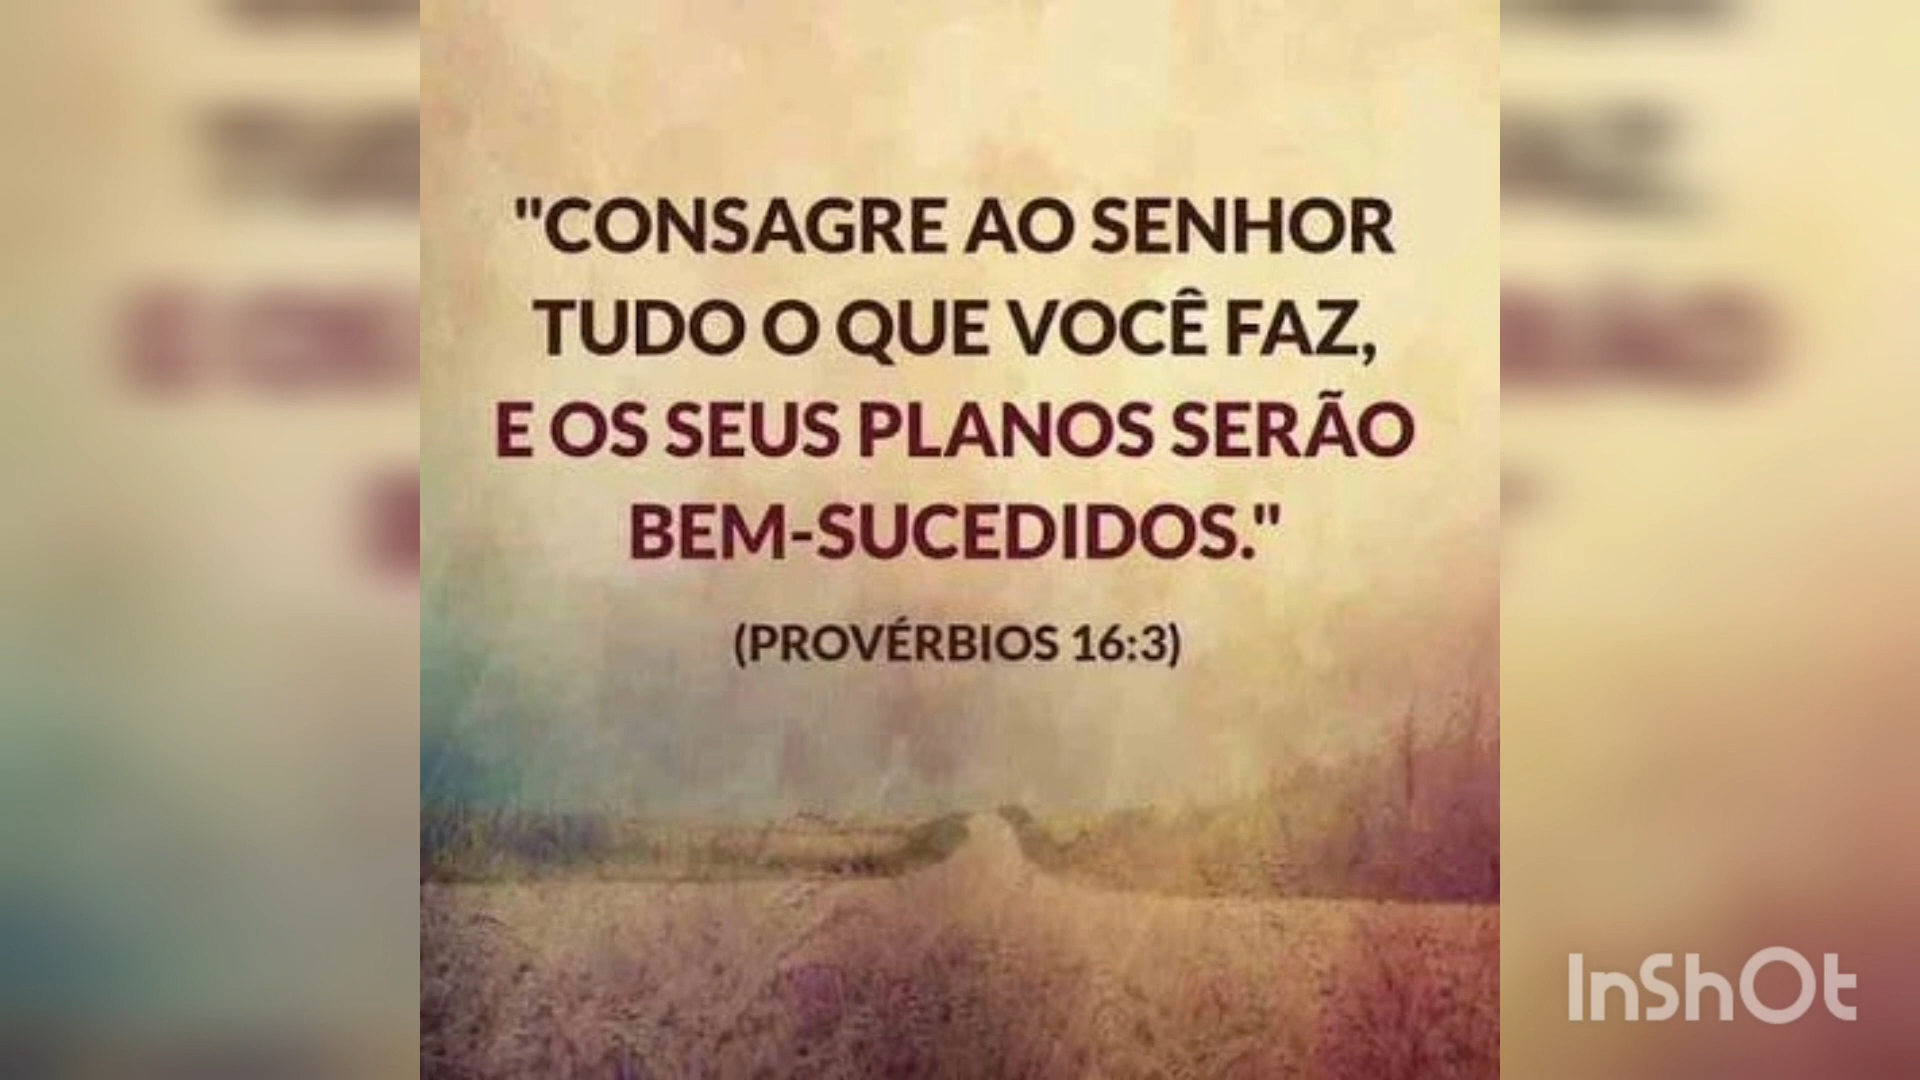 "CONSAGRE AO SENHOR
TUDO O QUE VOCÊ FAZ,
E OS SEUS PLANOS SERÃO
BEM-SUCEDIDOS."
(PROVÉRBIOS 16:3)
InShOt